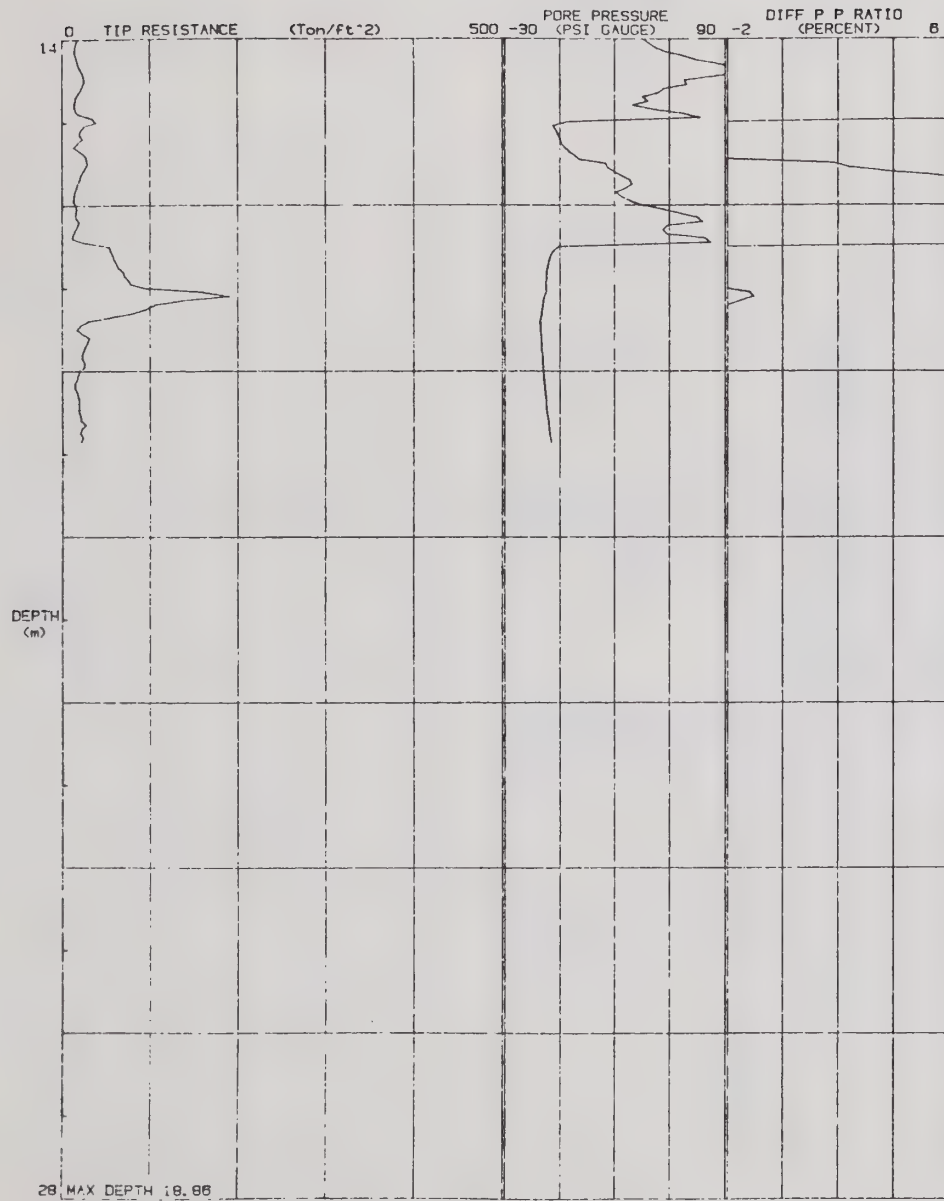 0 TIP RESISTANCE (Ton/ft^2) 500
-30 PORE PRESSURE (PSI GAUGE) 90
-2 DIFF P P RATIO (PERCENT) 6
14
DEPTH
(m)
28 MAX DEPTH 18.86